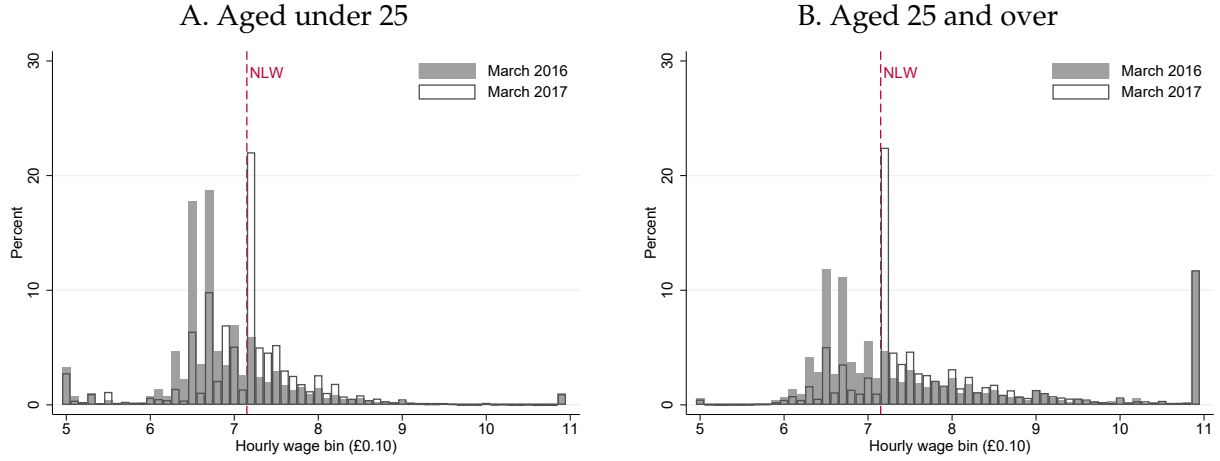 A. Aged under 25
30
20
10
0
Percent
NLW
March 2016
March 2017
5 6 7 8 9 10 11
Hourly wage bin (£0.10)
B. Aged 25 and over
30
20
10
0
Percent
NLW
March 2016
March 2017
5 6 7 8 9 10 11
Hourly wage bin (£0.10)